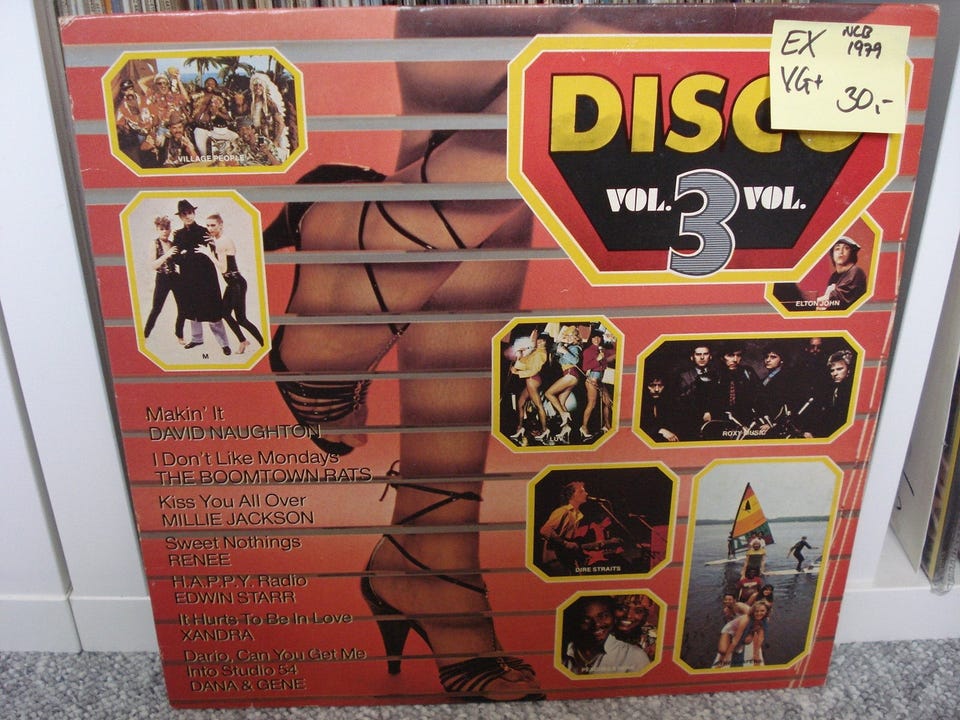 DISC
VOL. 3 VOL.
EX NCB
1979
VG+
30,-
VILLAGE PEOPLE
M
ELTON JOHN
LUV'
ROXY MUSIC
DIRE STRAITS
Makin' It
DAVID NAUGHTON
I Don't Like Mondays
THE BOOMTOWN RATS
Kiss You All Over
MILLIE JACKSON
Sweet Nothings
RENEE
H.A.P.P.Y. Radio
EDWIN STARR
It Hurts To Be In Love
XANDRA
Dario, Can You Get Me
Into Studio 54
DANA & GENE